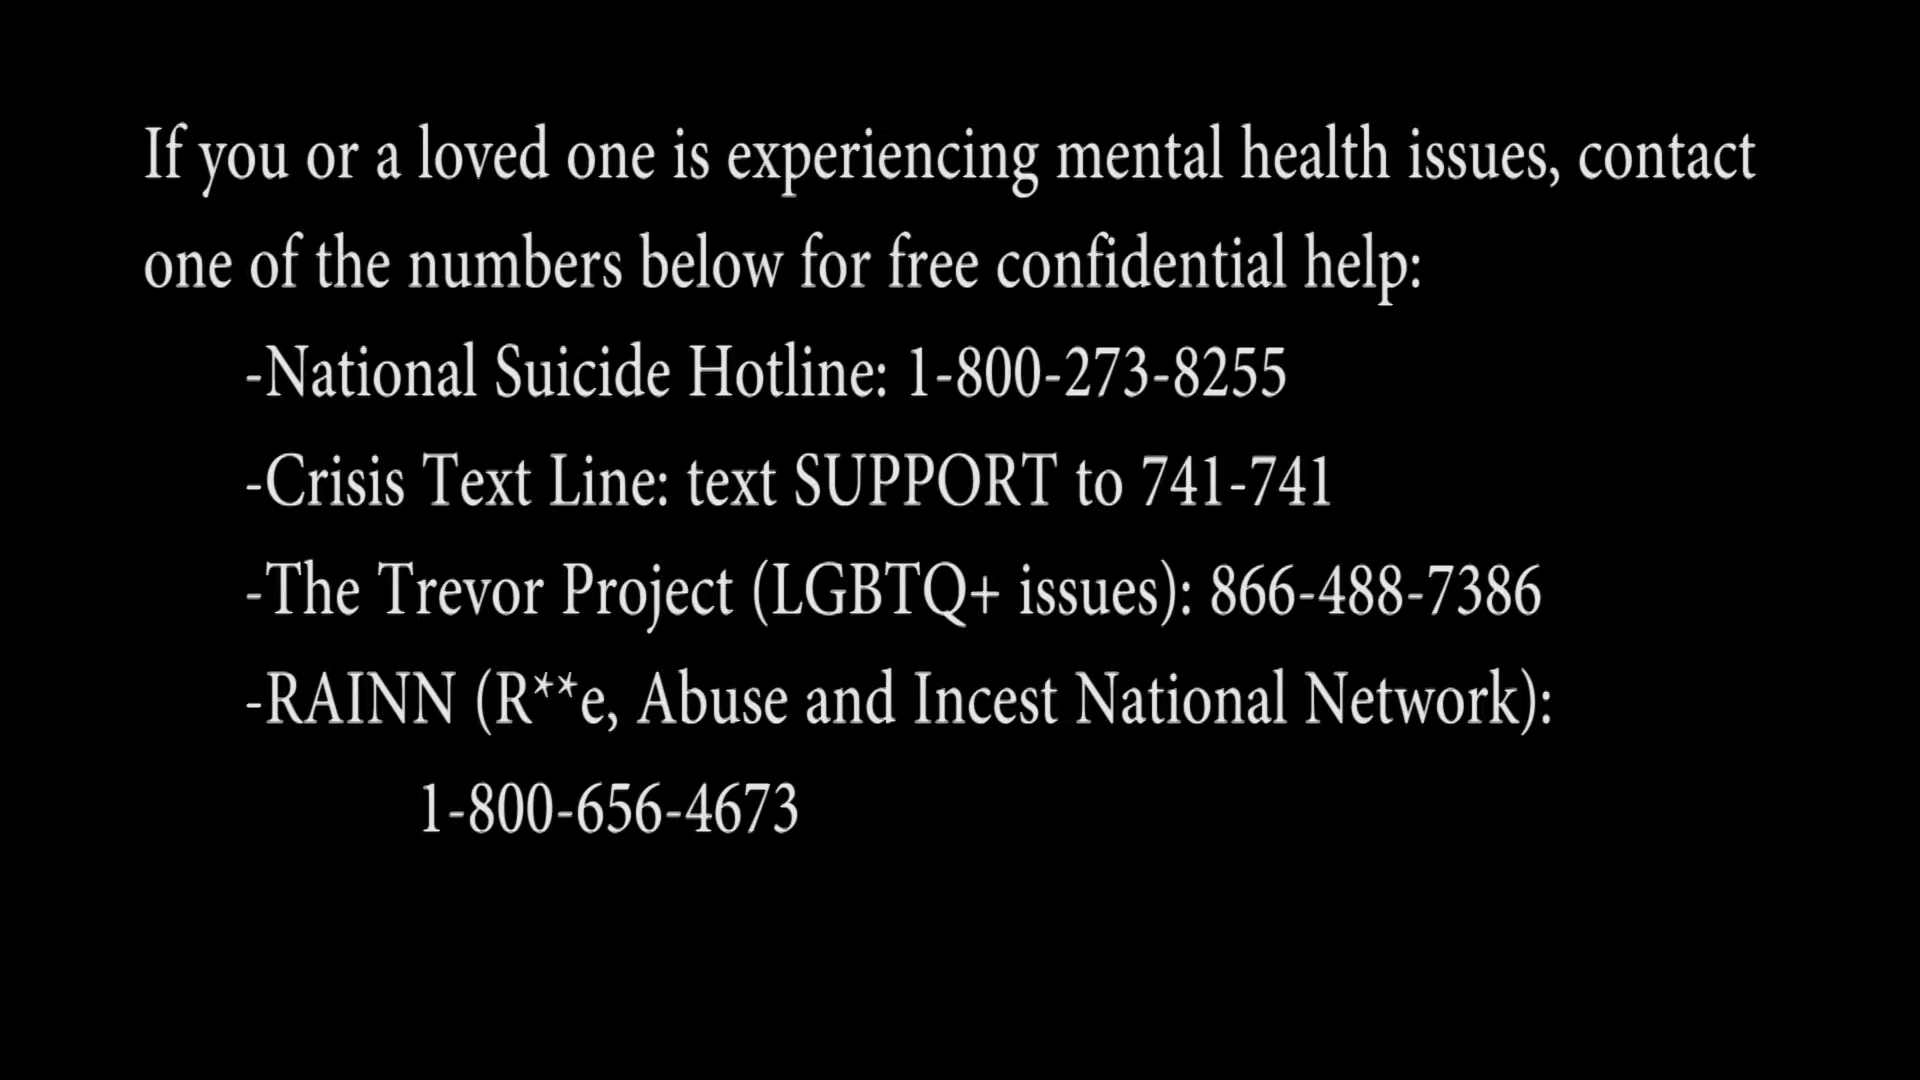 If you or a loved one is experiencing mental health issues, contact
one of the numbers below for free confidential help:
-National Suicide Hotline: 1-800-273-8255
-Crisis Text Line: text SUPPORT to 741-741
-The Trevor Project (LGBTQ+ issues): 866-488-7386
-RAINN (R**e, Abuse and Incest National Network):
1-800-656-4673